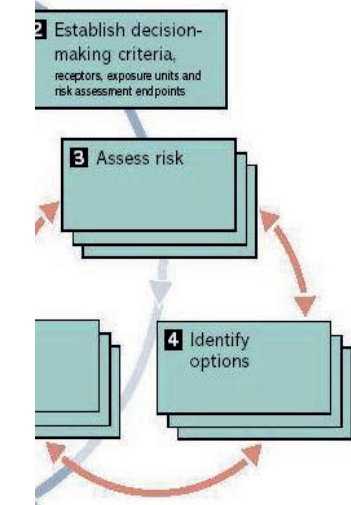 2 Establish decision-
making criteria,
receptors, exposure units and
risk assessment endpoints
3 Assess risk
4 Identify
options